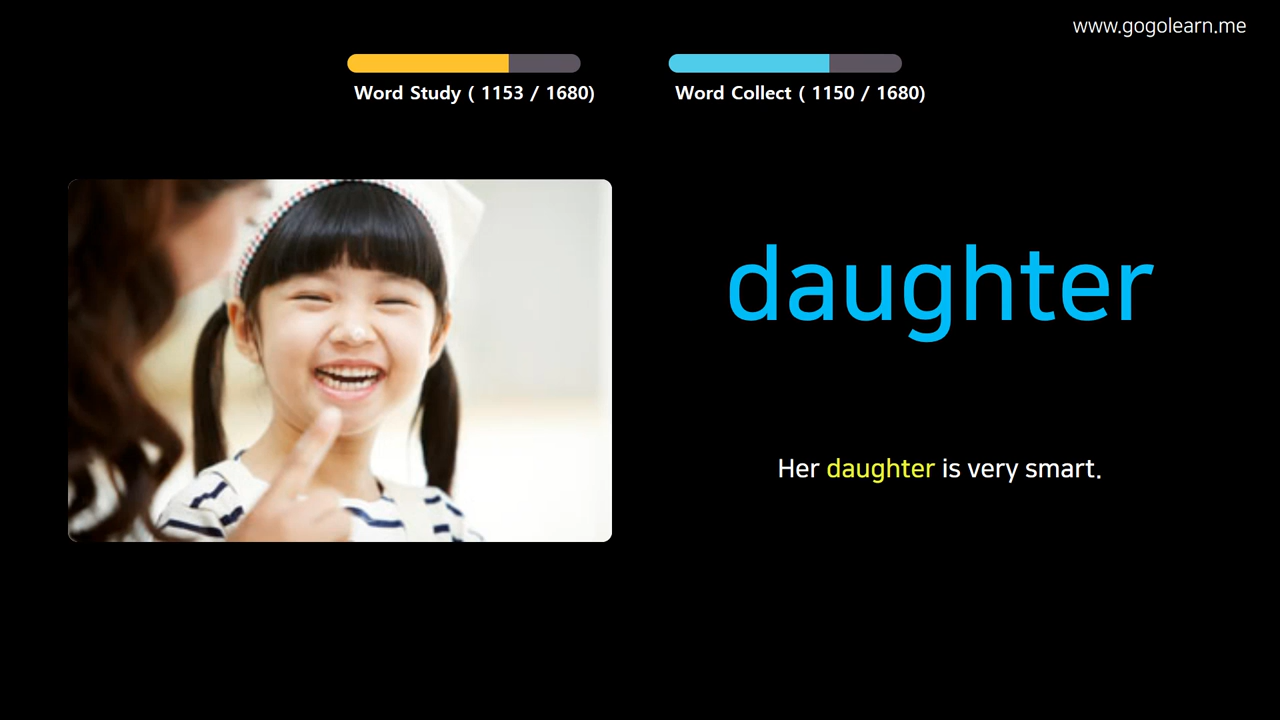 www.gogolearn.me
Word Study ( 1153 / 1680)
Word Collect ( 1150 / 1680)
daughter
Her daughter is very smart.